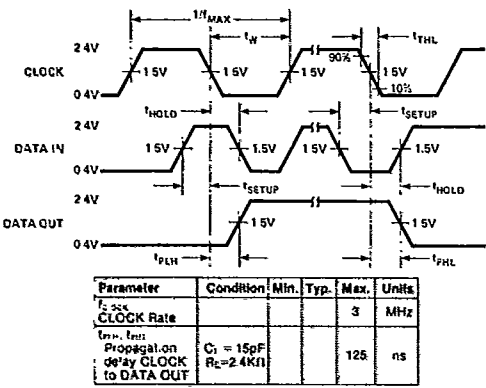 1/fMAX
tW
tTHL
2 4V
90%
CLOCK
1 5V
1 5V
1 5V
1 5V
0 4V
10%
tHOLD
tSETUP
2 4V
DATA IN
1 5V
1.5V
1 5V
1.5V
0 4V
tSETUP
tHOLD
2 4V
DATA OUT
1 5V
1 5V
0 4V
tPLH
tPHL
Parameter Condition Min. Typ. Max. Units
CLOCK Rate 3 MHz
Propagation
delay CLOCK
to DATA OUT
= 15pF
=2.4KΩ
125 ns